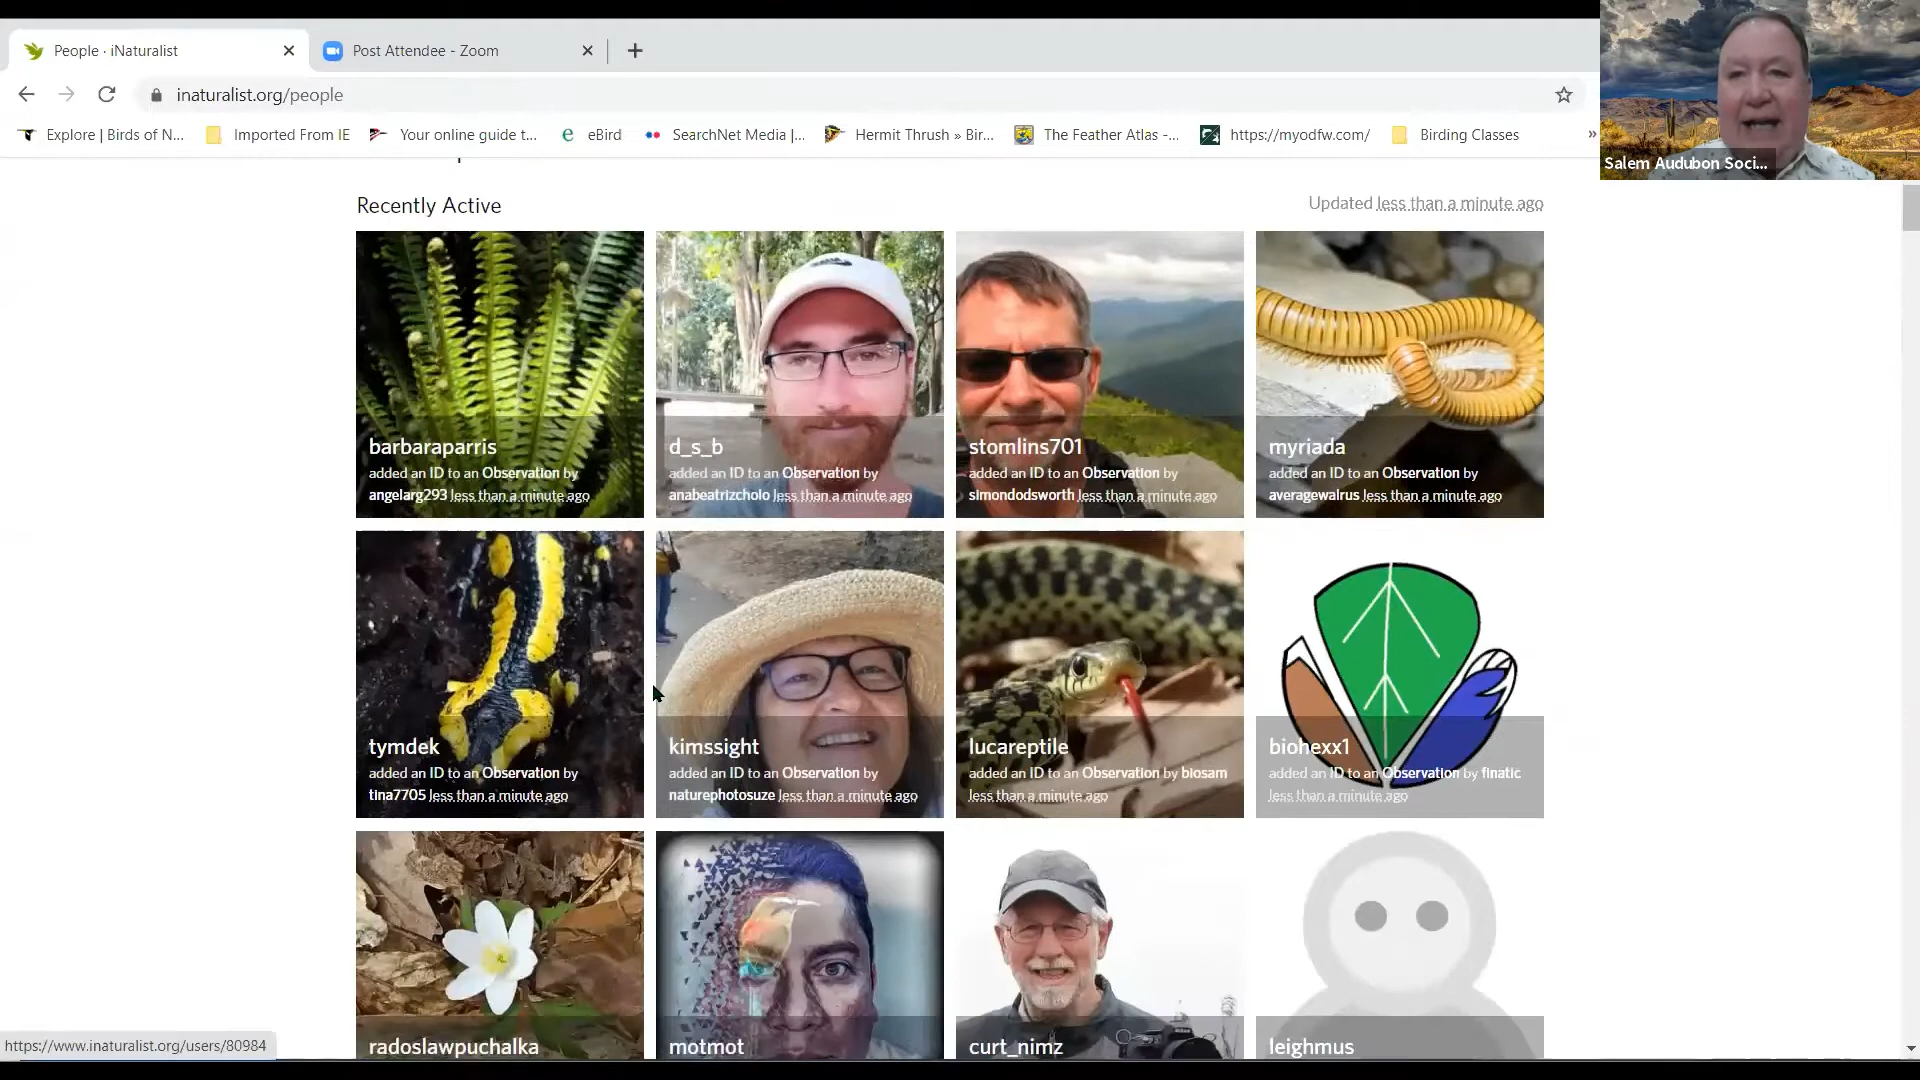 People · iNaturalist
Post Attendee - Zoom
inaturalist.org/people
Explore | Birds of N...
Imported From IE
Your online guide t...
eBird
SearchNet Media |...
Hermit Thrush » Bir...
The Feather Atlas -...
https://myodfw.com/
Birding Classes
»
Salem Audubon Soci...
Recently Active
Updated less than a minute ago
barbaraparris
added an ID to an Observation by
angelarg293 less than a minute ago
d_s_b
added an ID to an Observation by
anabeatrizcholo less than a minute ago
stomlins701
added an ID to an Observation by
simondodsworth less than a minute ago
myriada
added an ID to an Observation by
averagewalrus less than a minute ago
tymdek
added an ID to an Observation by
tina7705 less than a minute ago
kimssight
added an ID to an Observation by
naturephotosuze less than a minute ago
lucareptile
added an ID to an Observation by biosam
less than a minute ago
biohexx1
added an ID to an Observation by finatic
less than a minute ago
radoslawpuchalka
motmot
curt_nimz
leighmus
https://www.inaturalist.org/users/80984